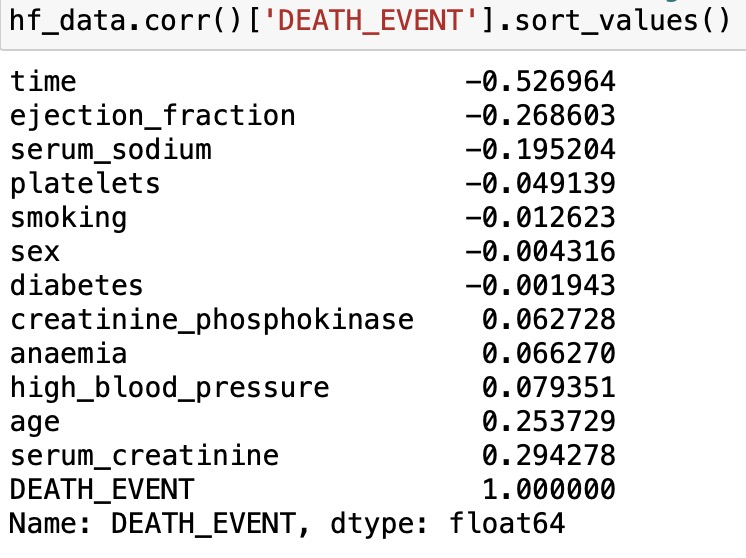 hf_data.corr()['DEATH_EVENT'].sort_values()
time -0.526964
ejection_fraction -0.268603
serum_sodium -0.195204
platelets -0.049139
smoking -0.012623
sex -0.004316
diabetes -0.001943
creatinine_phosphokinase 0.062728
anaemia 0.066270
high_blood_pressure 0.079351
age 0.253729
serum_creatinine 0.294278
DEATH_EVENT 1.000000
Name: DEATH_EVENT, dtype: float64